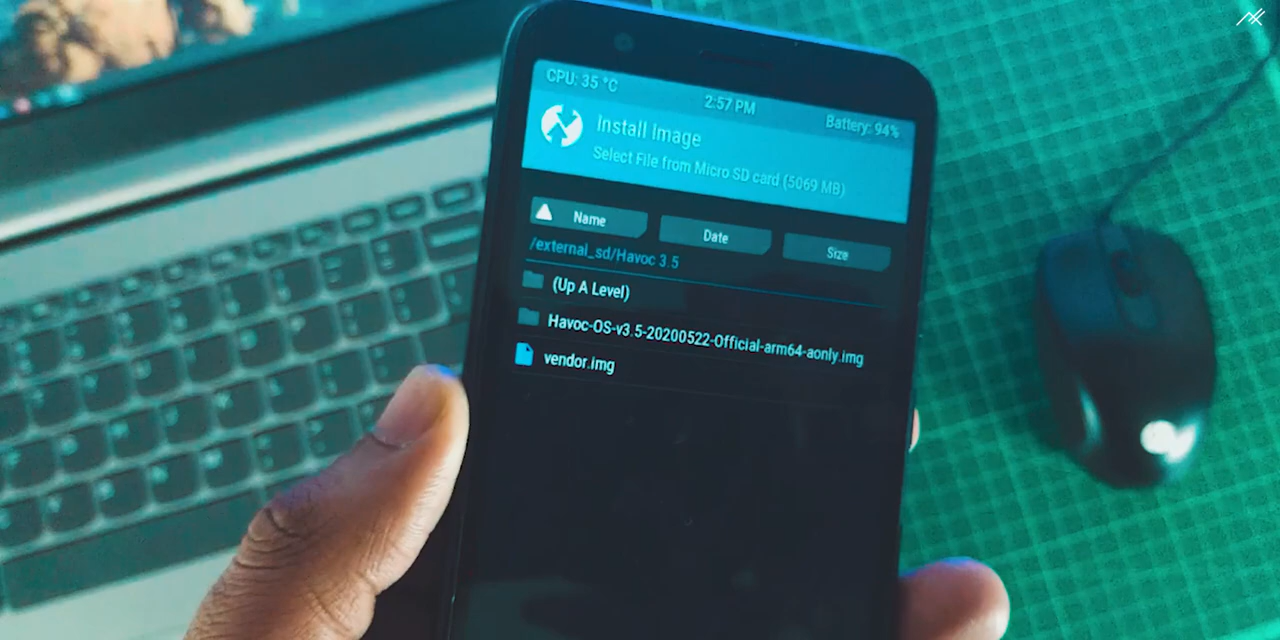 CPU: 35 °C
2:57 PM
Battery: 94%
Install Image
Select File from Micro SD card (5069 MB)
Name
Date
Size
/external_sd/Havoc 3.5
(Up A Level)
Havoc-OS-v3.5-20200522-Official-arm64-aonly.img
vendor.img